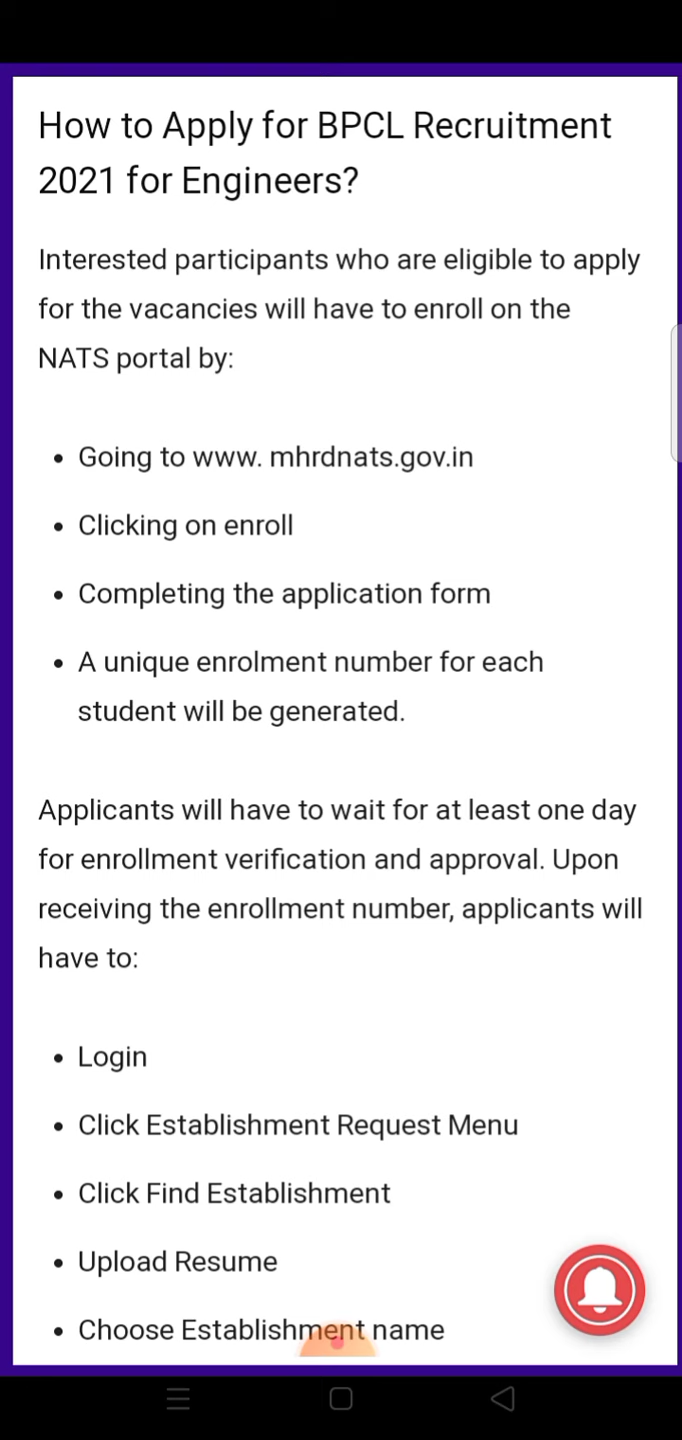 How to Apply for BPCL Recruitment
2021 for Engineers?
Interested participants who are eligible to apply
for the vacancies will have to enroll on the
NATS portal by:
• Going to www. mhrdnats.gov.in
• Clicking on enroll
• Completing the application form
• A unique enrolment number for each
student will be generated.
Applicants will have to wait for at least one day
for enrollment verification and approval. Upon
receiving the enrollment number, applicants will
have to:
• Login
• Click Establishment Request Menu
• Click Find Establishment
• Upload Resume
• Choose Establishment name